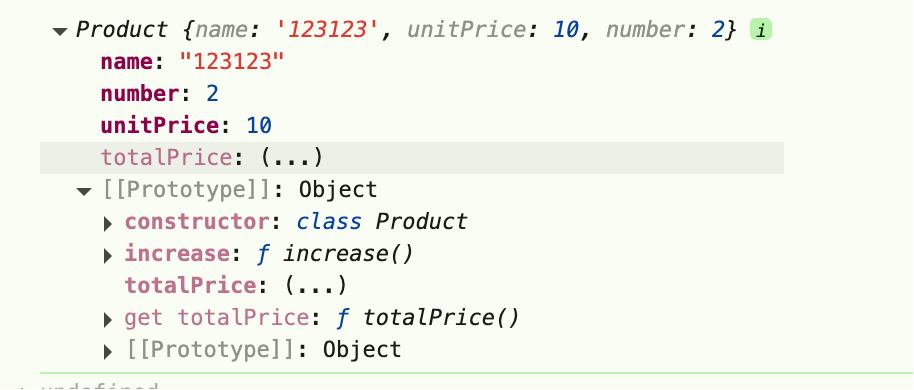 Product {name: '123123', unitPrice: 10, number: 2} i
name: "123123"
number: 2
unitPrice: 10
totalPrice: (...)
[[Prototype]]: Object
constructor: class Product
increase: ƒ increase()
totalPrice: (...)
get totalPrice: ƒ totalPrice()
[[Prototype]]: Object